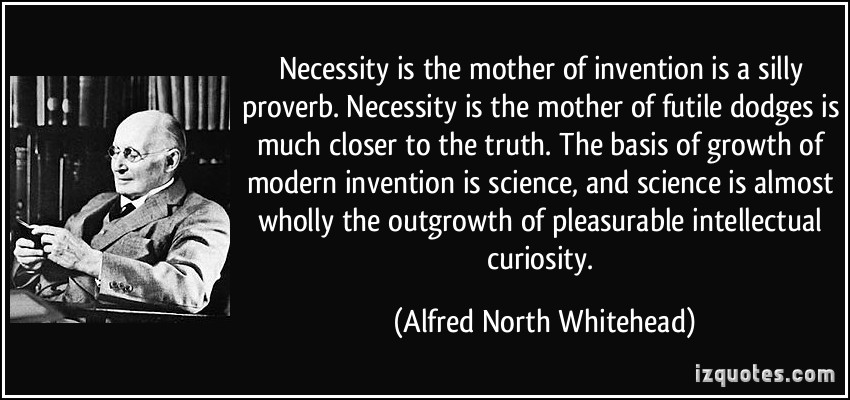 Necessity is the mother of invention is a silly
proverb. Necessity is the mother of futile dodges is
much closer to the truth. The basis of growth of
modern invention is science, and science is almost
wholly the outgrowth of pleasurable intellectual
curiosity.
(Alfred North Whitehead)
izquotes.com